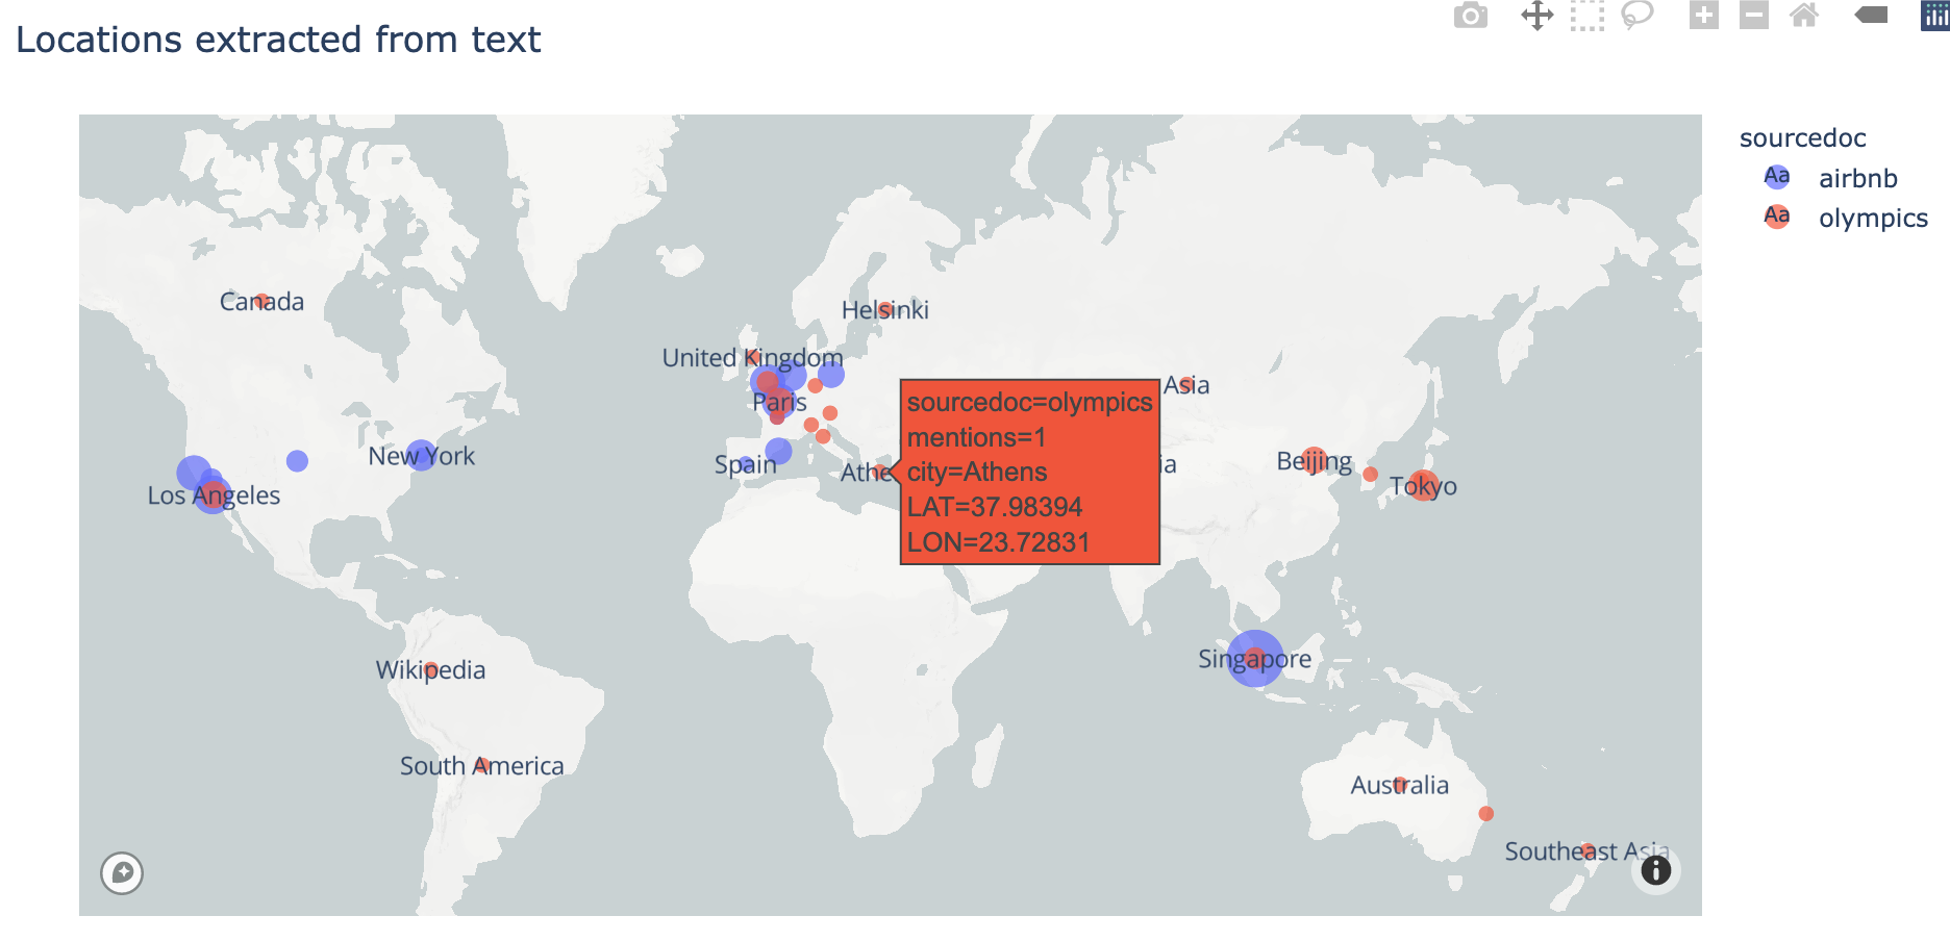 Locations extracted from text
sourcedoc
Aa airbnb
Aa olympics
Canada
Helsinki
United Kingdom
Paris
Asia
sourcedoc=olympics
mentions=1
city=Athens
LAT=37.98394
LON=23.72831
New York
Spain
Athe
ia
Beijing
Tokyo
Los Angeles
Singapore
Wikipedia
South America
Australia
Southeast Asia